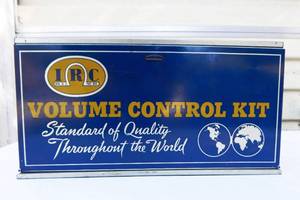 IRC
VOLUME CONTROL KIT
Standard of Quality
Throughout the World